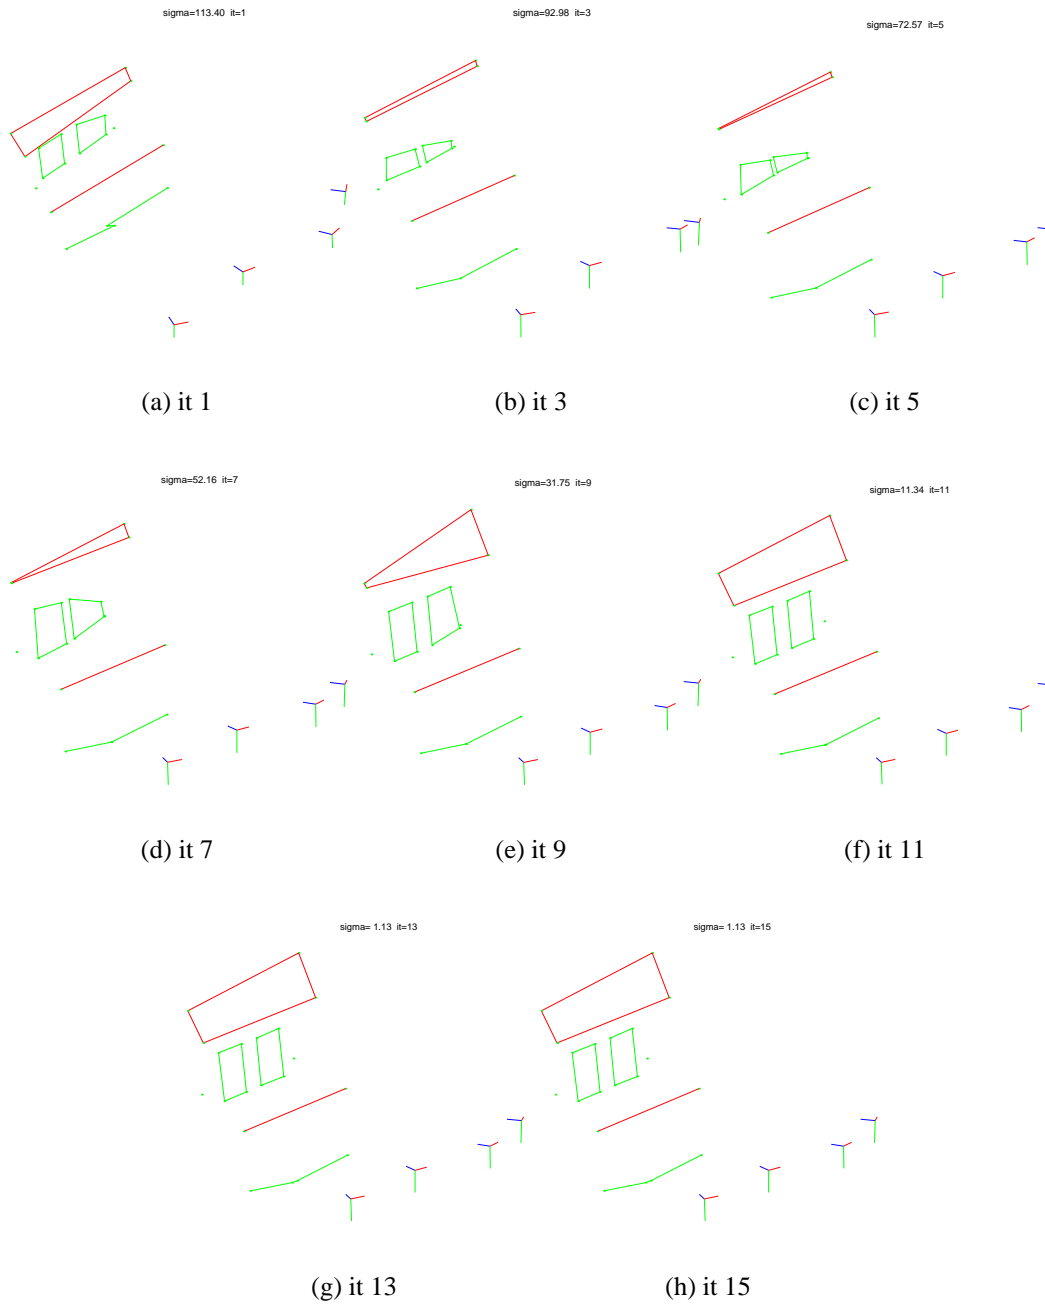 sigma=113.40 it=1
sigma=92.98 it=3
sigma=72.57 it=5
(a) it 1
(b) it 3
(c) it 5
sigma=52.16 it=7
sigma=31.75 it=9
sigma=11.34 it=11
(d) it 7
(e) it 9
(f) it 11
sigma= 1.13 it=13
sigma= 1.13 it=15
(g) it 13
(h) it 15